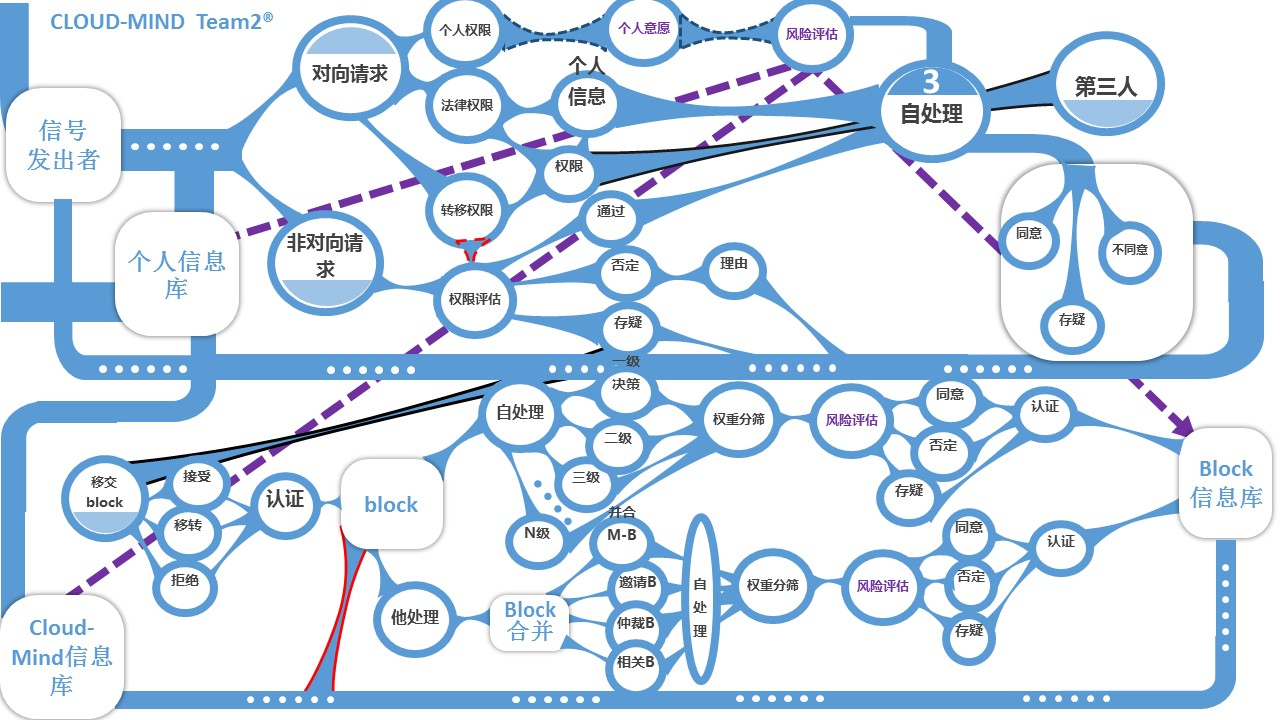 CLOUD-MIND Team2®
信号
发出者
个人信息
库
对向请求
非对向请
求
个人权限
法律权限
转移权限
权限评估
个人意愿
风险评估
个人
信息
权限
通过
否定
理由
存疑
3
自处理
第三人
同意
不同意
存疑
移交
block
接受
移转
拒绝
认证
block
自处理
一级
决策
二级
三级
N级
权重分筛
风险评估
同意
否定
存疑
认证
Block
信息库
他处理
Block
合并
并合
M-B
邀请B
仲裁B
相关B
自
处
理
权重分筛
风险评估
同意
否定
存疑
认证
Cloud-
Mind信息
库